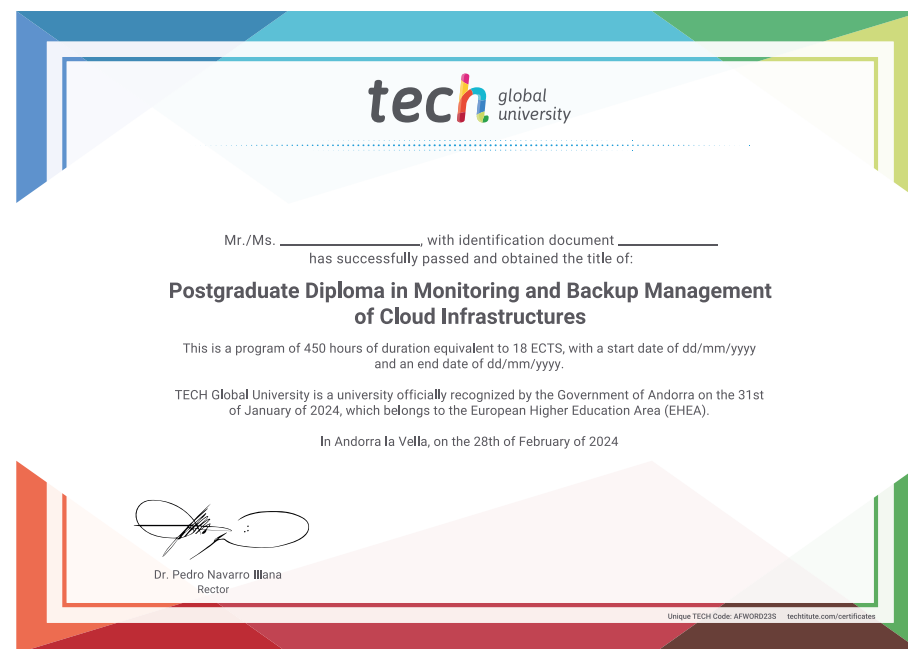 tech global
university
Mr./Ms. ____________________, with identification document ______________
has successfully passed and obtained the title of:
Postgraduate Diploma in Monitoring and Backup Management
of Cloud Infrastructures
This is a program of 450 hours of duration equivalent to 18 ECTS, with a start date of dd/mm/yyyy
and an end date of dd/mm/yyyy.
TECH Global University is a university officially recognized by the Government of Andorra on the 31st
of January of 2024, which belongs to the European Higher Education Area (EHEA).
In Andorra la Vella, on the 28th of February of 2024
Dr. Pedro Navarro Illana
Rector
Unique TECH Code: AFWORD23S techtitute.com/certificates